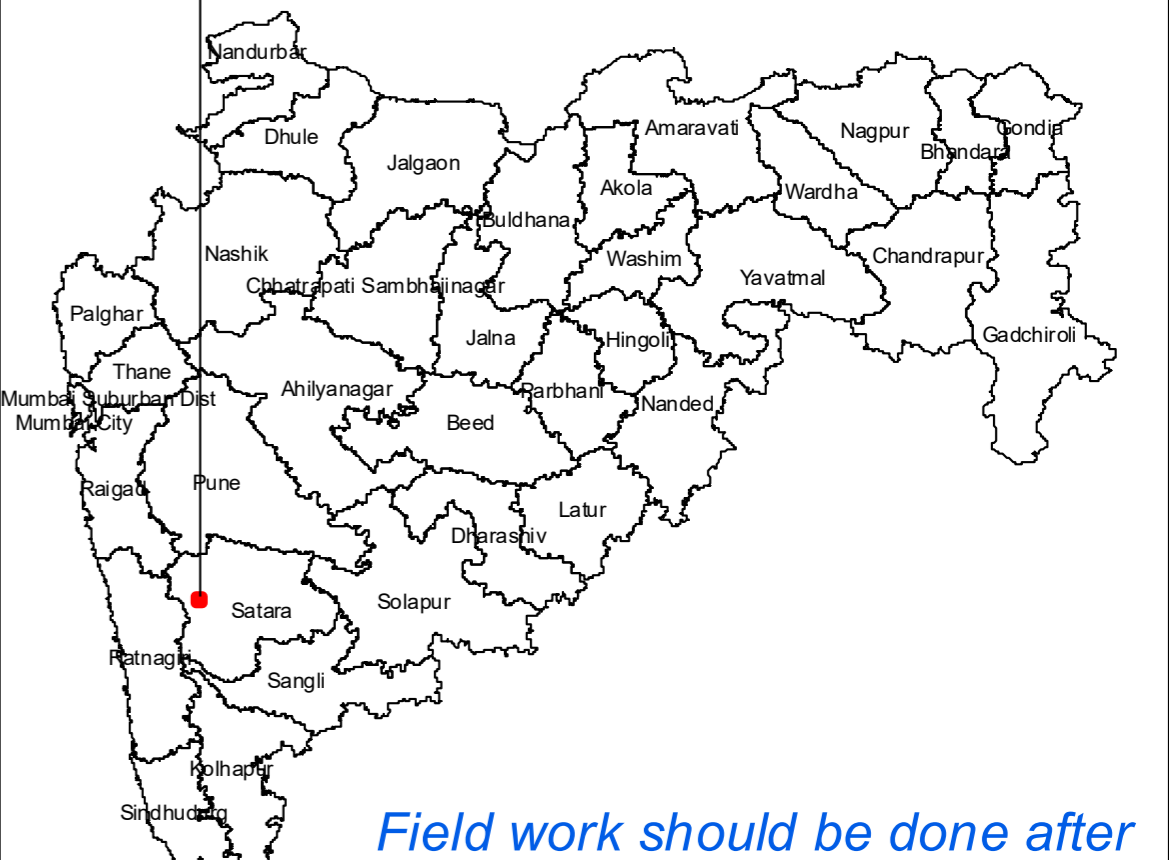 Nandurbar
Dhule
Jalgaon
Amaravati
Nagpur
Gondia
Bhandara
Akola
Wardha
Buldhana
Nashik
Washim
Chandrapur
Yavatmal
Chhatrapati Sambhajinagar
Palghar
Jalna
Hingoli
Gadchiroli
Thane
Ahilyanagar
Parbhani
Mumbai Suburban Dist
Nanded
Mumbai City
Beed
Raigad
Pune
Latur
Dharashiv
Satara
Solapur
Ratnagiri
Sangli
Kolhapur
Sindhudurg
Field work should be done after